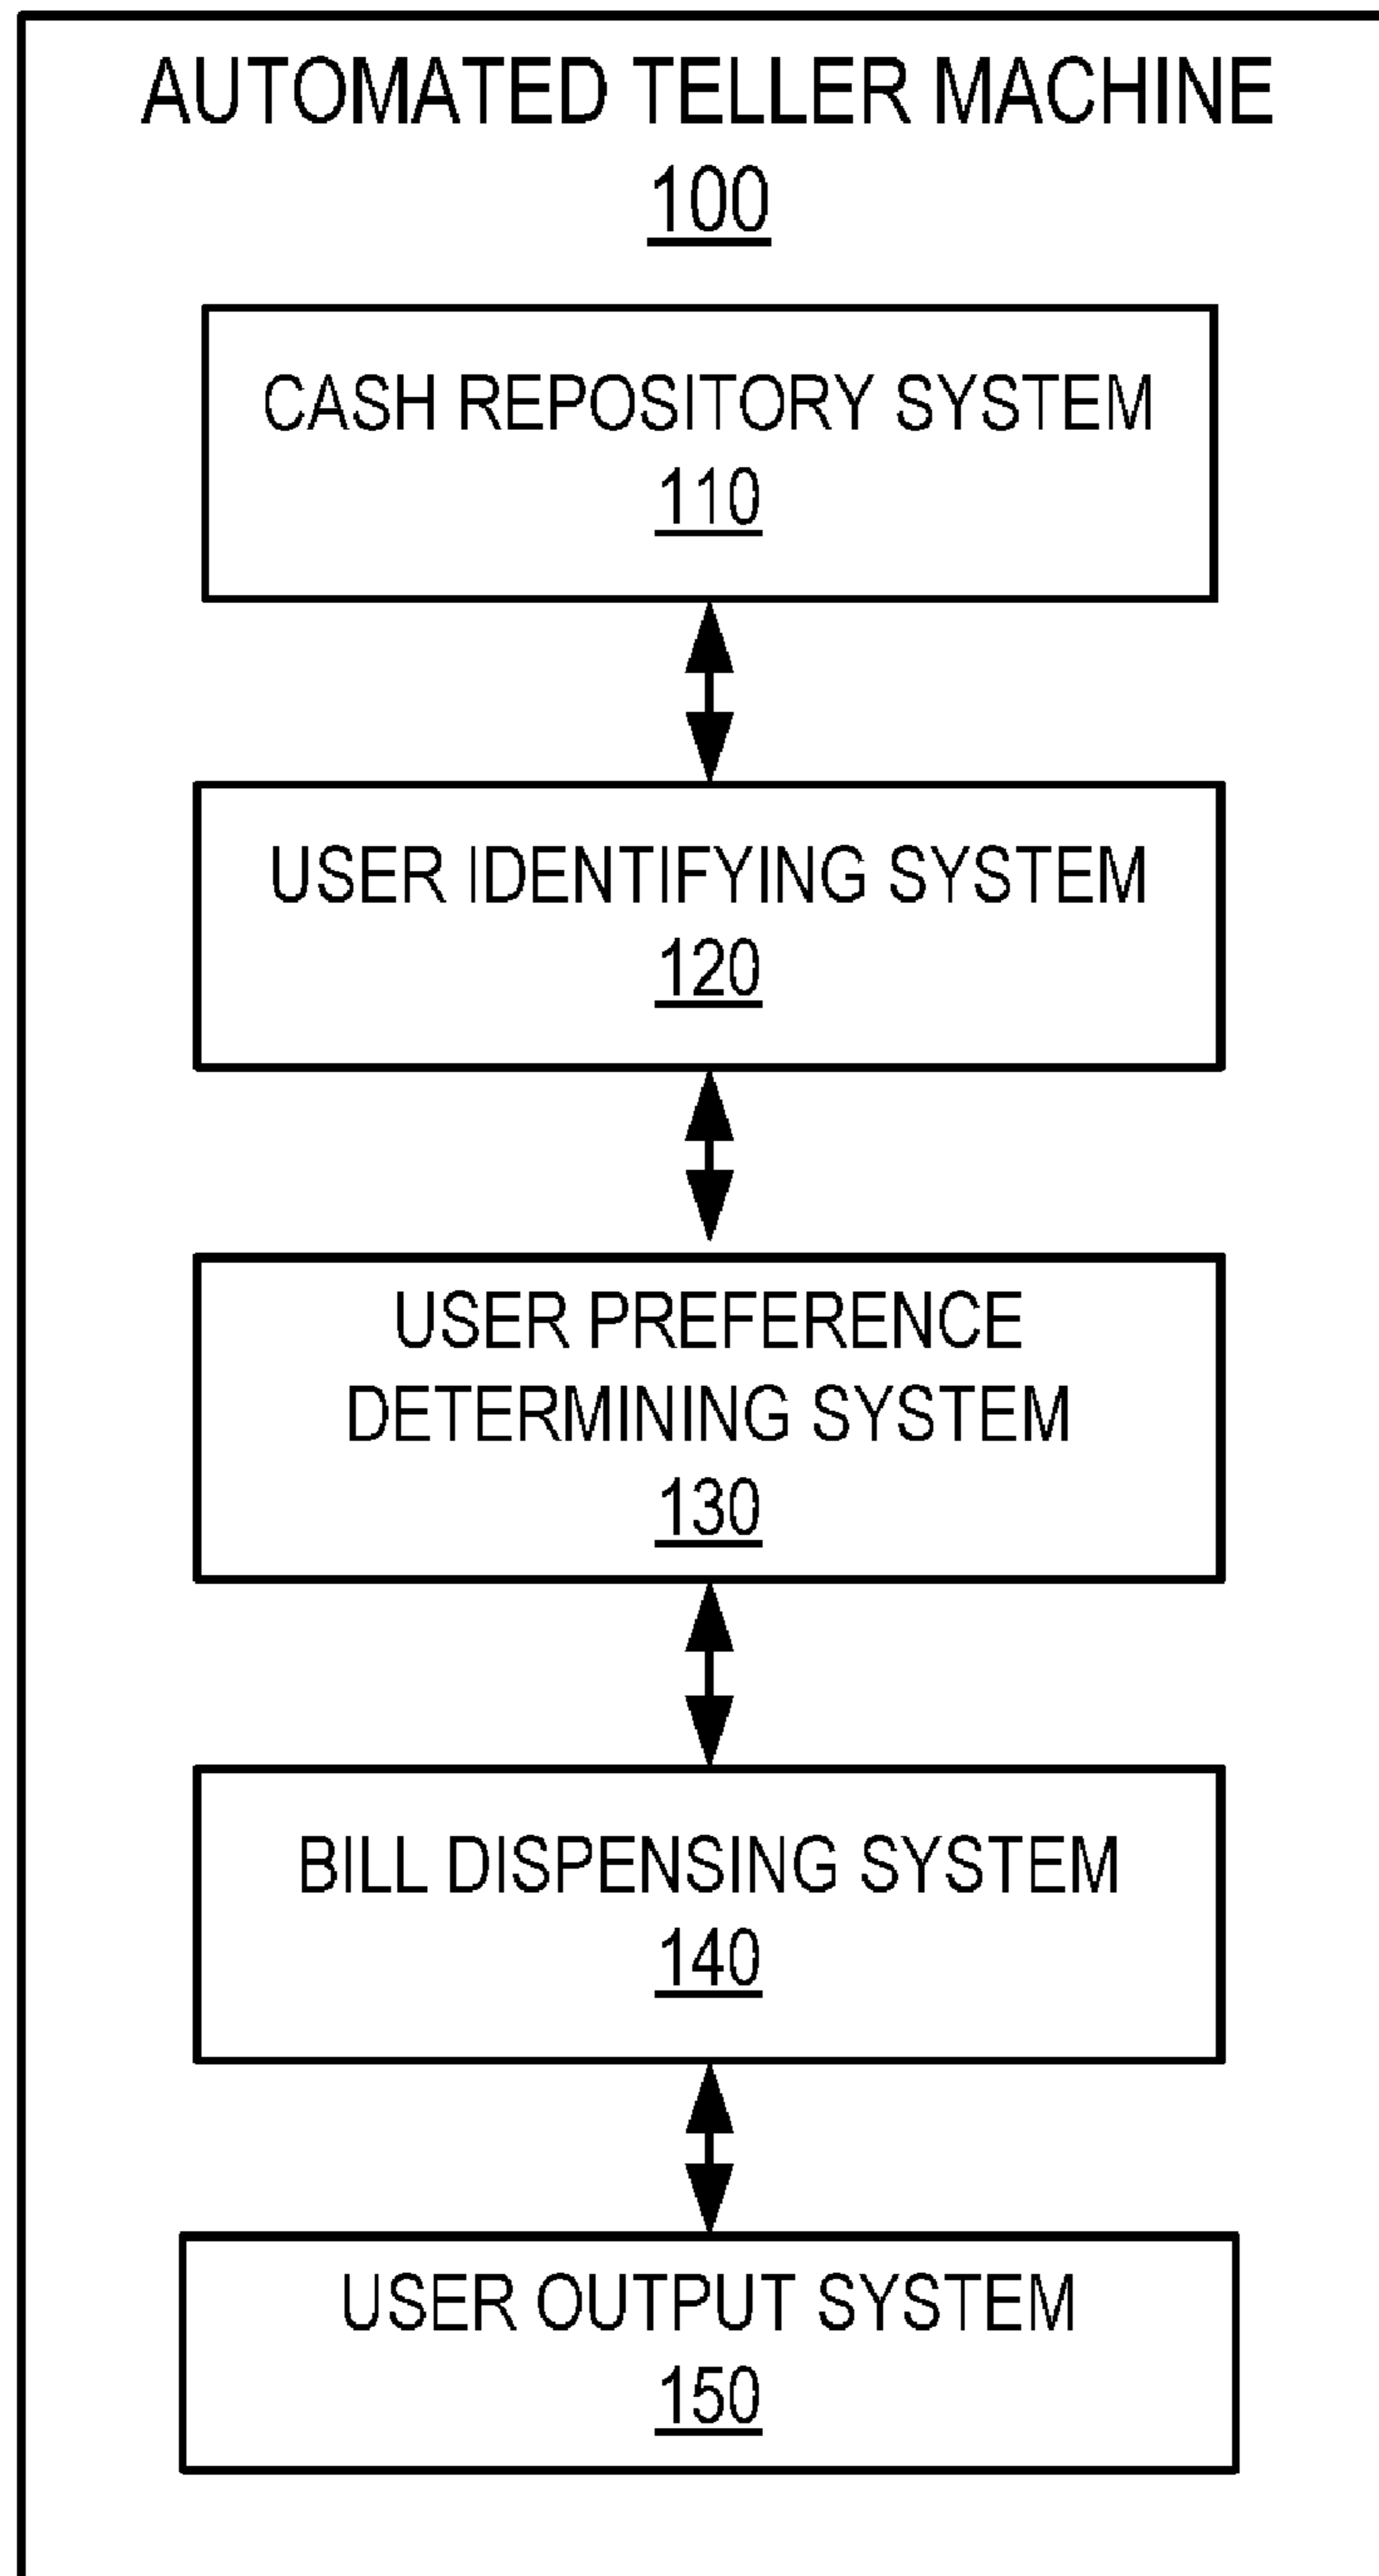 AUTOMATED TELLER MACHINE
100
CASH REPOSITORY SYSTEM
110
USER IDENTIFYING SYSTEM
120
USER PREFERENCE
DETERMINING SYSTEM
130
BILL DISPENSING SYSTEM
140
USER OUTPUT SYSTEM
150